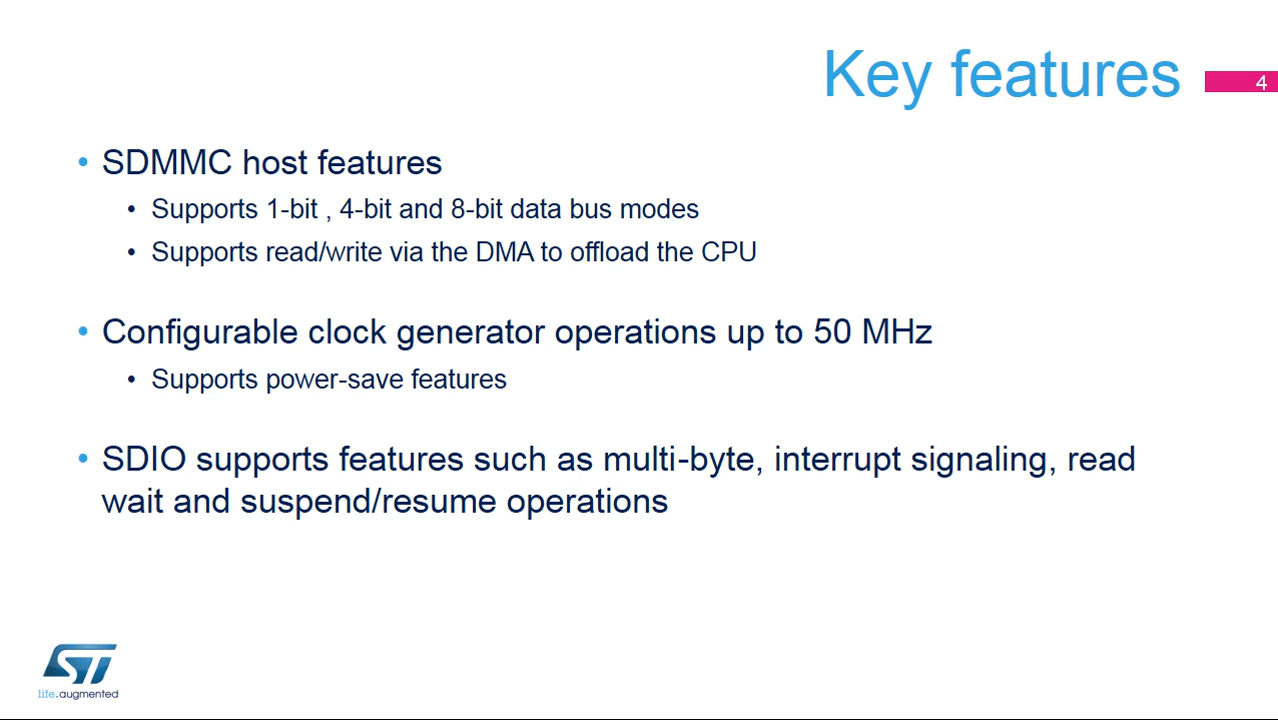 Key features
4
• SDMMC host features
• Supports 1-bit , 4-bit and 8-bit data bus modes
• Supports read/write via the DMA to offload the CPU
• Configurable clock generator operations up to 50 MHz
• Supports power-save features
• SDIO supports features such as multi-byte, interrupt signaling, read
wait and suspend/resume operations
ST
life.augmented